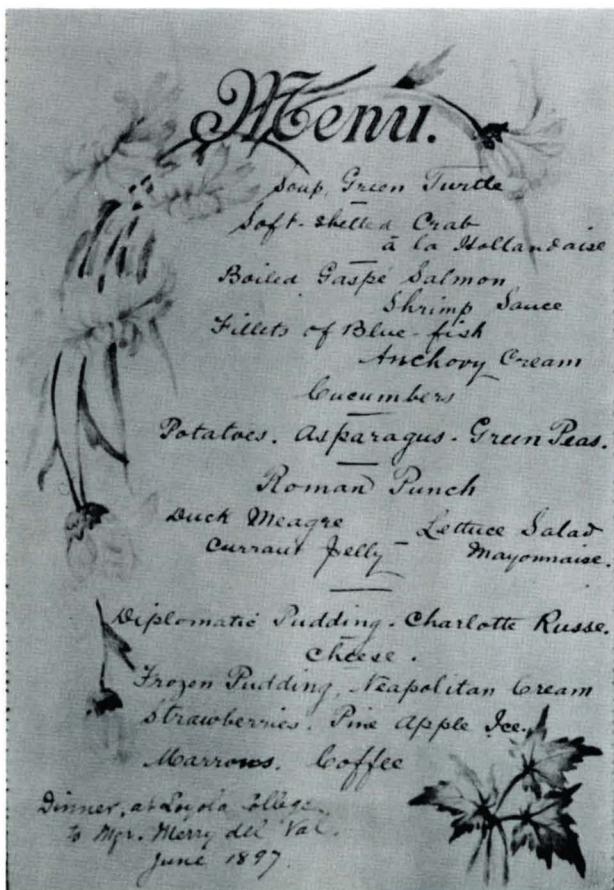 Menu.
Soup, Green Turtle
Soft-shelled Crab
à la Hollandaise
Boiled Gaspé Salmon
Shrimp Sauce
Fillets of Blue-fish
Anchovy Cream
Cucumbers
Potatoes. Asparagus - Green Peas.
Roman Punch
Duck Meagre
Lettuce Salad
Currant Jelly -
Mayonnaise.
Diplomatic Pudding - Charlotte Russe.
Cheese.
Frozen Pudding, Neapolitan Cream
Strawberries. Pine Apple Ice.
Marrows. Coffee
Dinner, at Loyola College
to Mgr. Merry del Val.
June 1897.